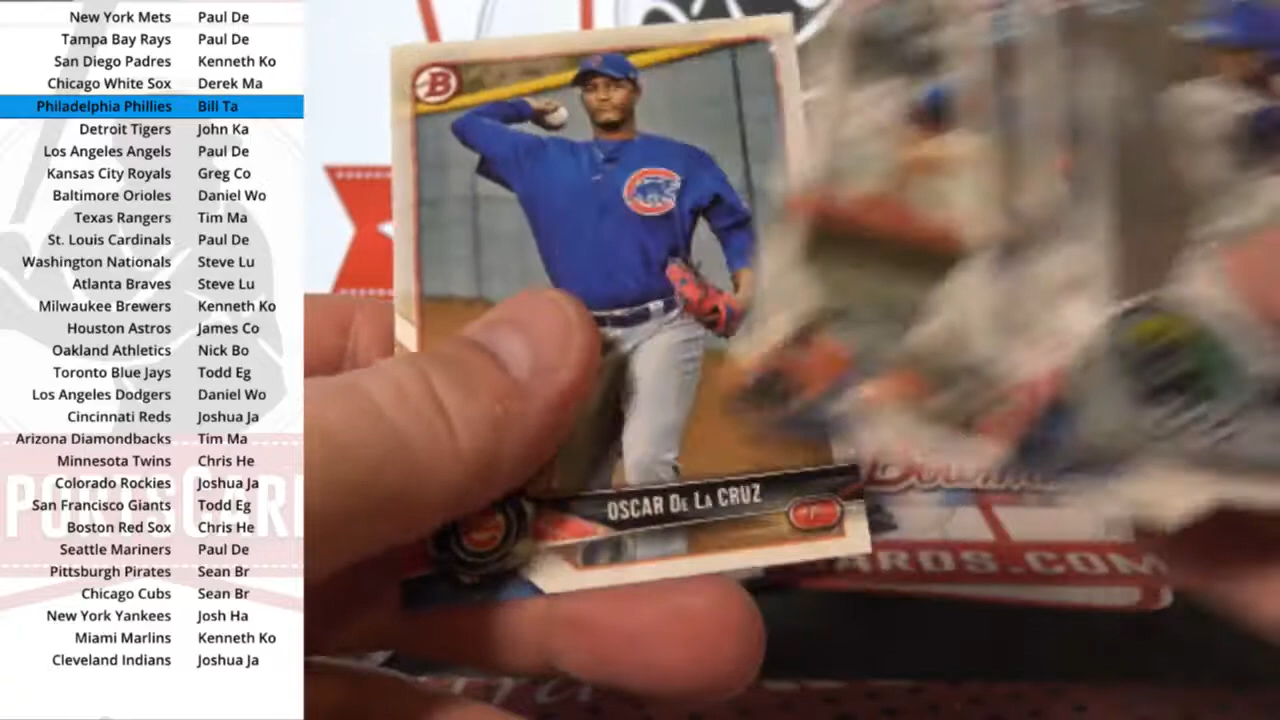 New York Mets Paul De
Tampa Bay Rays Paul De
San Diego Padres Kenneth Ko
Chicago White Sox Derek Ma
Philadelphia Phillies Bill Ta
Detroit Tigers John Ka
Los Angeles Angels Paul De
Kansas City Royals Greg Co
Baltimore Orioles Daniel Wo
Texas Rangers Tim Ma
St. Louis Cardinals Paul De
Washington Nationals Steve Lu
Atlanta Braves Steve Lu
Milwaukee Brewers Kenneth Ko
Houston Astros James Co
Oakland Athletics Nick Bo
Toronto Blue Jays Todd Eg
Los Angeles Dodgers Daniel Wo
Cincinnati Reds Joshua Ja
Arizona Diamondbacks Tim Ma
Minnesota Twins Chris He
Colorado Rockies Joshua Ja
San Francisco Giants Todd Eg
Boston Red Sox Chris He
Seattle Mariners Paul De
Pittsburgh Pirates Sean Br
Chicago Cubs Sean Br
New York Yankees Josh Ha
Miami Marlins Kenneth Ko
Cleveland Indians Joshua Ja
B
OSCAR DE LA CRUZ
Bowman
ARDS.COM